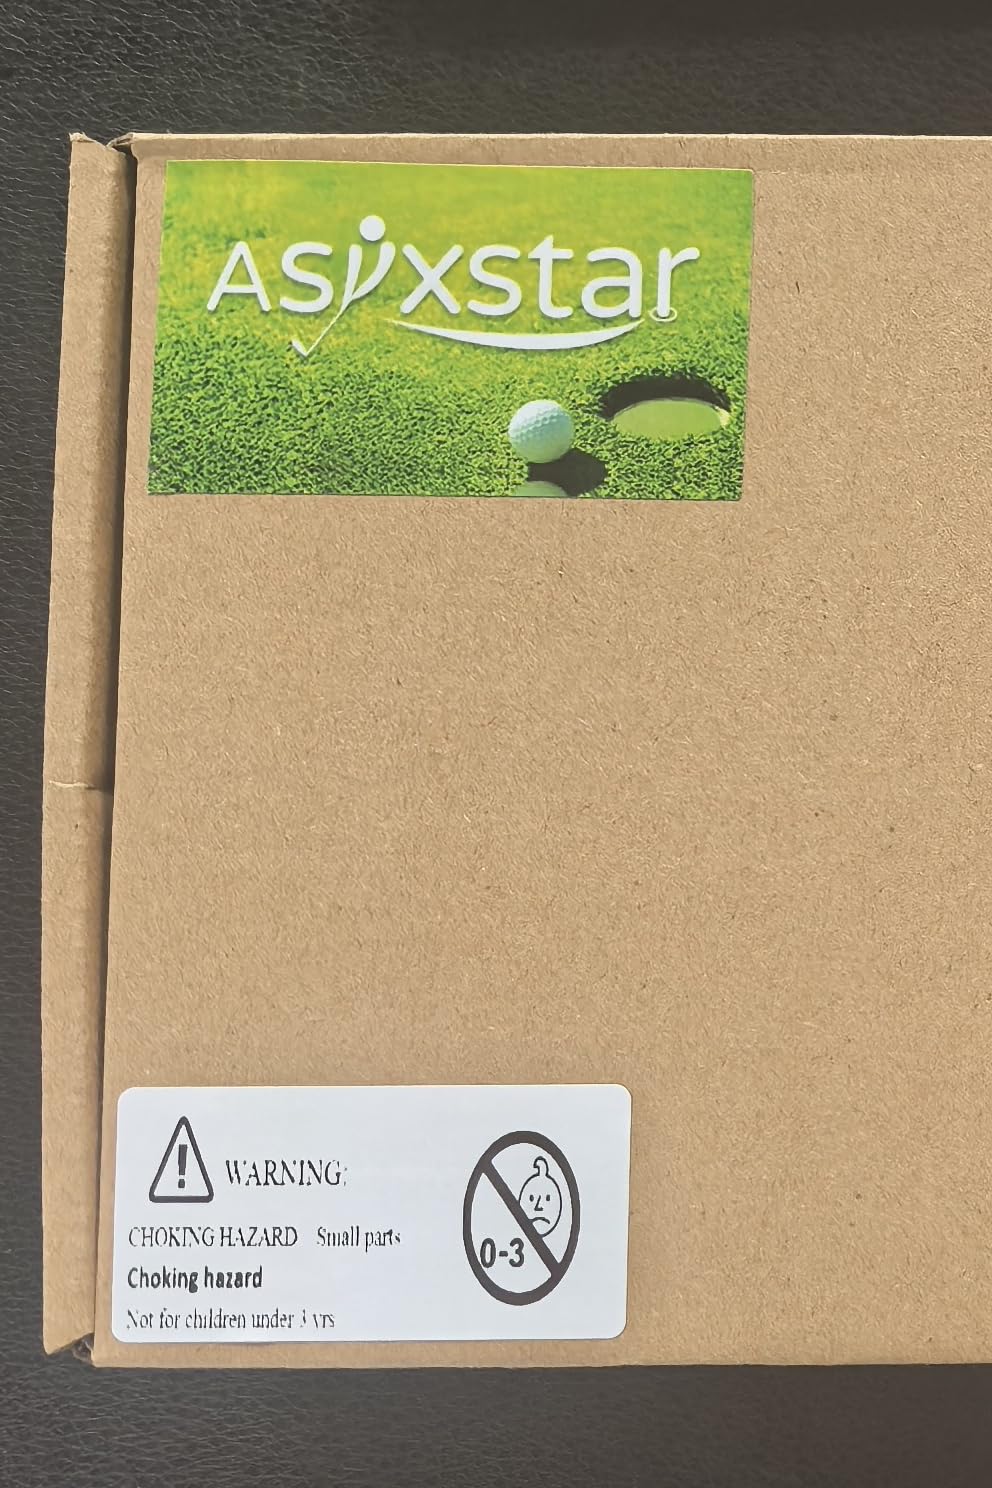 Asixstar
WARNING:
CHOKING HAZARD Small parts
Choking hazard
Not for children under 3 yrs
0-3